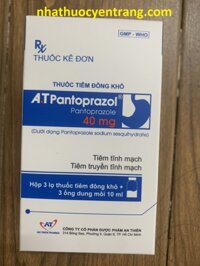 nhathuocyentrang.com
GMP - WHO
Rx
THUỐC KÊ ĐƠN
THUỐC TIÊM ĐÔNG KHÔ
A.T Pantoprazol®
Pantoprazole
40 mg
(Dưới dạng Pantoprazole sodium sesquihydrate)
Tiêm tĩnh mạch
Tiêm truyền tĩnh mạch
Hộp 3 lọ thuốc tiêm đông khô +
3 ống dung môi 10 ml
AT
CÔNG TY CỔ PHẦN DƯỢC PHẨM AN THIÊN